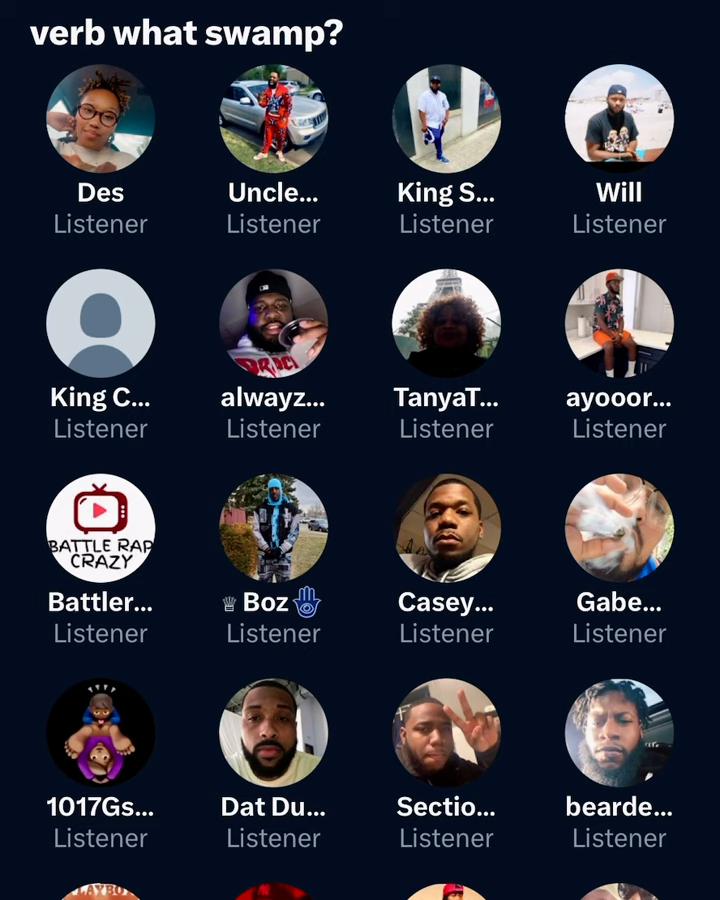 verb what swamp?
Des Uncle... King S... Will
Listener Listener Listener Listener
King C... alwayz... TanyaT... ayooor...
Listener Listener Listener Listener
BATTLE RAP
CRAZY
Battler... ♕ Boz🪬 Casey... Gabe...
Listener Listener Listener Listener
1017Gs... Dat Du... Sectio... bearde...
Listener Listener Listener Listener